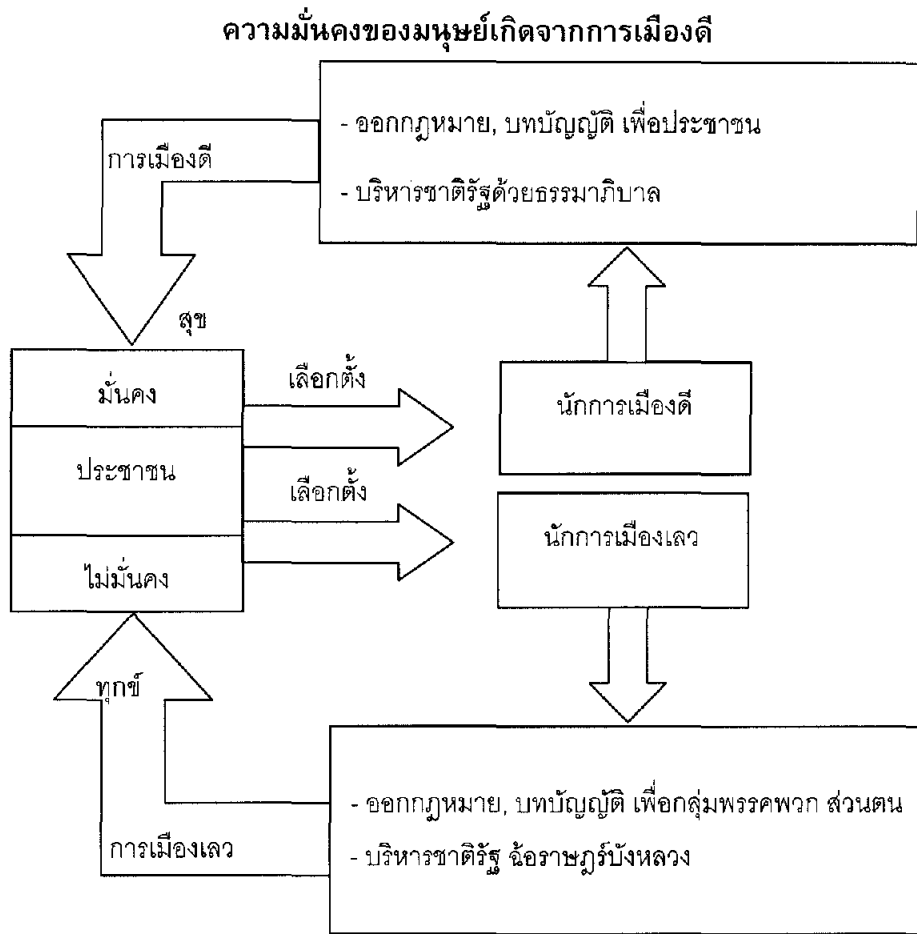 ความมั่นคงของมนุษย์เกิดจากการเมืองดี
- ออกกฎหมาย, บทบัญญัติ เพื่อประชาชน
การเมืองดี
- บริหารชาติรัฐด้วยธรรมาภิบาล
สุข
มั่นคง
เลือกตั้ง
นักการเมืองดี
ประชาชน
เลือกตั้ง
นักการเมืองเลว
ไม่มั่นคง
ทุกข์
- ออกกฎหมาย, บทบัญญัติ เพื่อกลุ่มพรรคพวก ส่วนตน
การเมืองเลว
- บริหารชาติรัฐ ฉ้อราษฎร์บังหลวง